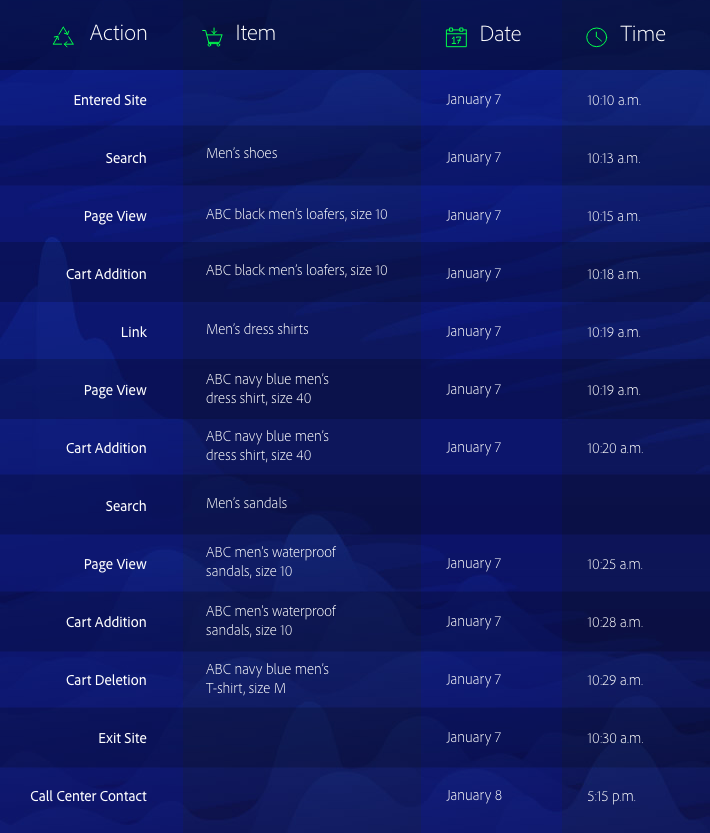 Action Item Date Time
17
Entered Site January 7 10:10 a.m.
Search Men's shoes January 7 10:13 a.m.
Page View ABC black men's loafers, size 10 January 7 10:15 a.m.
Cart Addition ABC black men's loafers, size 10 January 7 10:18 a.m.
Link Men's dress shirts January 7 10:19 a.m.
Page View ABC navy blue men's
dress shirt, size 40 January 7 10:19 a.m.
Cart Addition ABC navy blue men's
dress shirt, size 40 January 7 10:20 a.m.
Search Men's sandals
Page View ABC men's waterproof
sandals, size 10 January 7 10:25 a.m.
Cart Addition ABC men's waterproof
sandals, size 10 January 7 10:28 a.m.
Cart Deletion ABC navy blue men's
T-shirt, size M January 7 10:29 a.m.
Exit Site January 7 10:30 a.m.
Call Center Contact January 8 5:15 p.m.